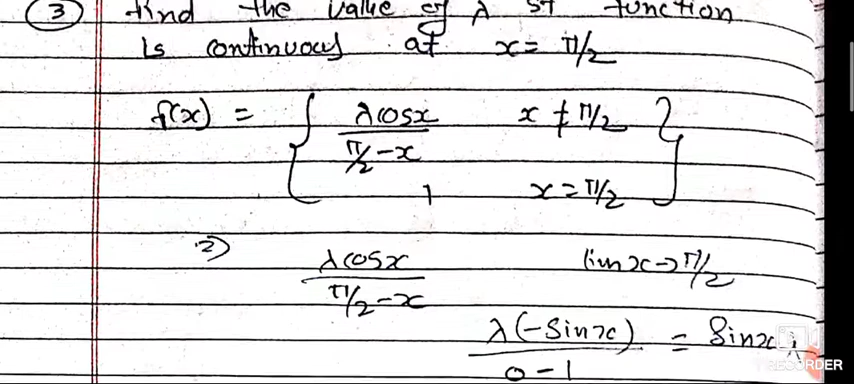 ③ find the value of λ st function
is continuous at x = π/2
f(x) = { λcosx / π/2 - x x ≠ π/2 }
1 x = π/2
λcosx / π/2 - x lim x→π/2
λ(-sinx) / 0 - 1 = sinx λ
RECORDER